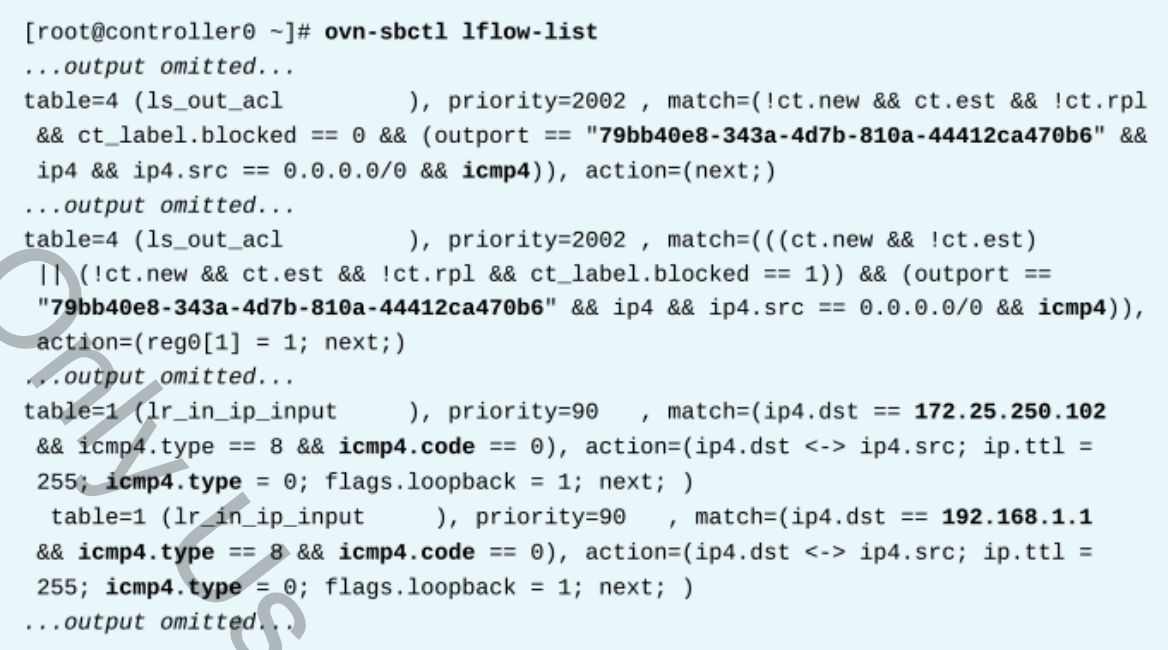 [root@controller0 ~]# ovn-sbctl lflow-list
...output omitted...
table=4 (ls_out_acl         ), priority=2002 , match=(!ct.new && ct.est && !ct.rpl
 && ct_label.blocked == 0 && (outport == "79bb40e8-343a-4d7b-810a-44412ca470b6" &&
 ip4 && ip4.src == 0.0.0.0/0 && icmp4)), action=(next;)
...output omitted...
table=4 (ls_out_acl         ), priority=2002 , match=(((ct.new && !ct.est)
 || (!ct.new && ct.est && !ct.rpl && ct_label.blocked == 1)) && (outport ==
 "79bb40e8-343a-4d7b-810a-44412ca470b6" && ip4 && ip4.src == 0.0.0.0/0 && icmp4)),
 action=(reg0[1] = 1; next;)
...output omitted...
table=1 (lr_in_ip_input     ), priority=90   , match=(ip4.dst == 172.25.250.102
 && icmp4.type == 8 && icmp4.code == 0), action=(ip4.dst <-> ip4.src; ip.ttl =
 255; icmp4.type = 0; flags.loopback = 1; next; )
  table=1 (lr_in_ip_input     ), priority=90   , match=(ip4.dst == 192.168.1.1
 && icmp4.type == 8 && icmp4.code == 0), action=(ip4.dst <-> ip4.src; ip.ttl =
 255; icmp4.type = 0; flags.loopback = 1; next; )
...output omitted...
Only Us